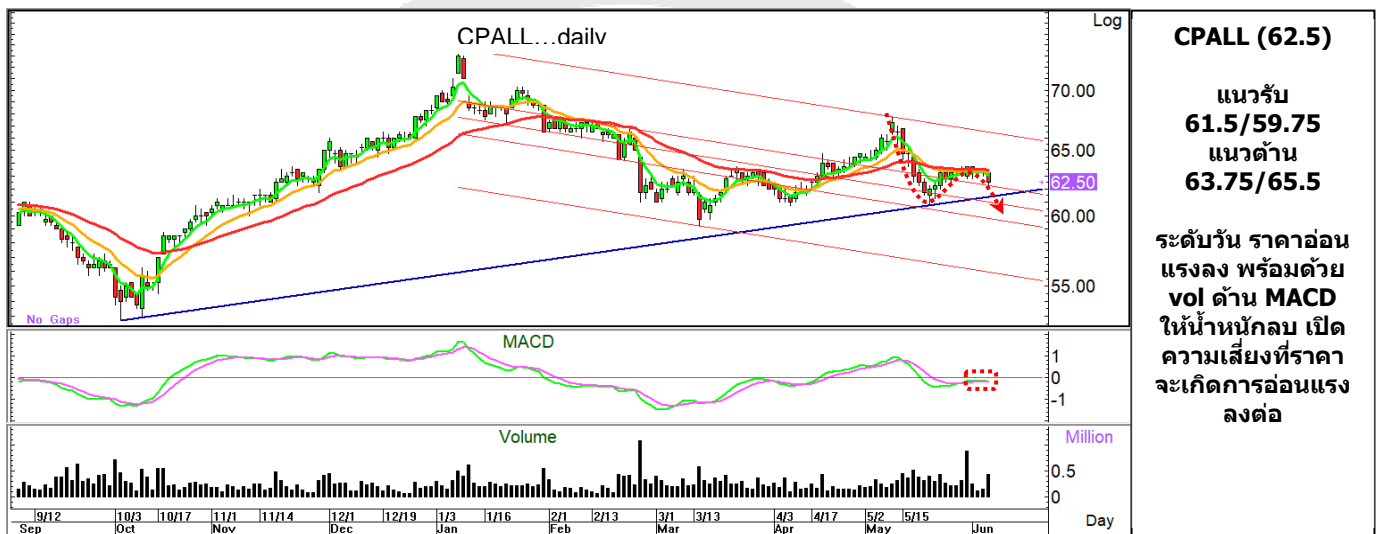 CPALL...daily
Log
70.00
65.00
62.50
60.00
55.00
No Gaps
MACD
1
0
-1
Volume
Million
0.5
0
9/12 10/3 10/17 11/1 11/14 12/1 12/19 1/3 1/16 2/1 2/13 3/1 3/13 4/3 4/17 5/2 5/15
Sep Oct Nov Dec Jan Feb Mar Apr May Jun
Day
CPALL (62.5)
แนวรับ
61.5/59.75
แนวต้าน
63.75/65.5
ระดับวัน ราคาอ่อน
แรงลง พร้อมด้วย
vol ด้าน MACD
ให้น้ำหนักลบ เปิด
ความเสี่ยงที่ราคา
จะเกิดการอ่อนแรง
ลงต่อ